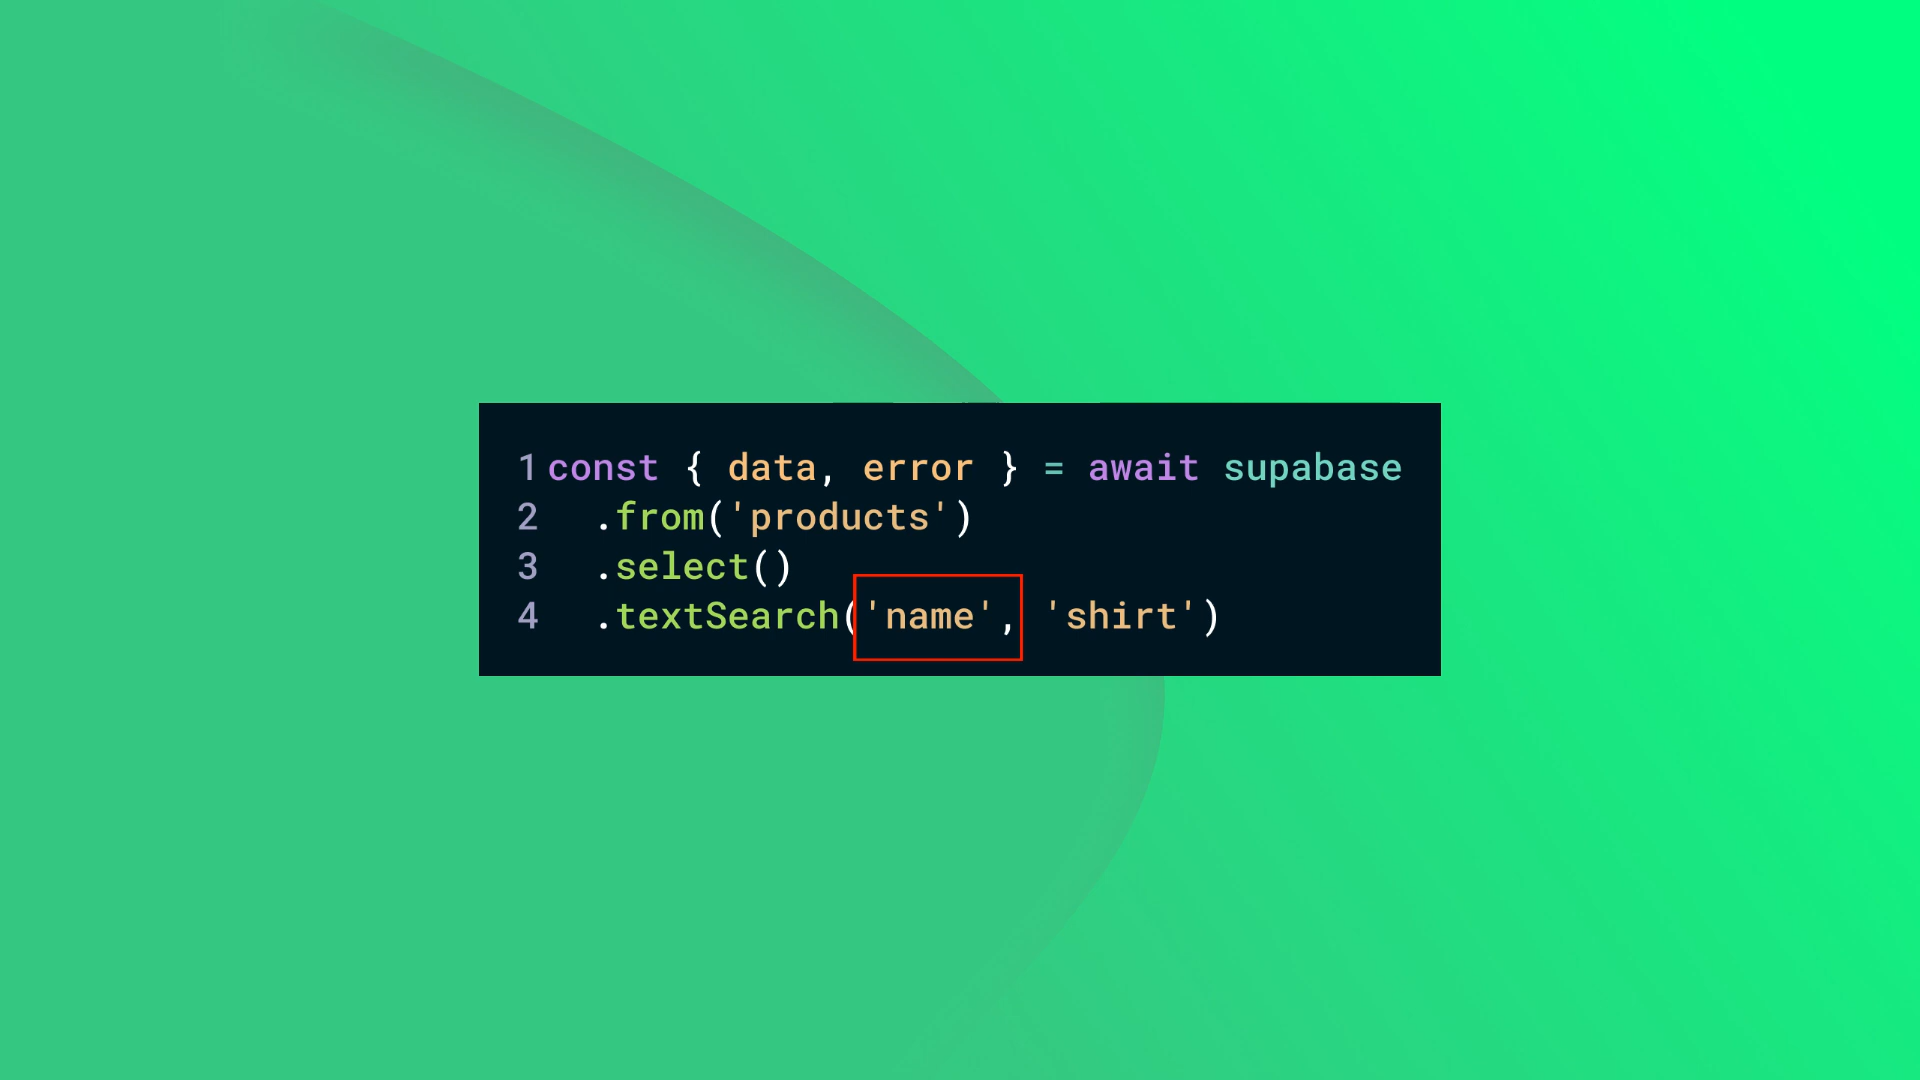 1 const { data, error } = await supabase
2   .from('products')
3   .select()
4   .textSearch('name', 'shirt')